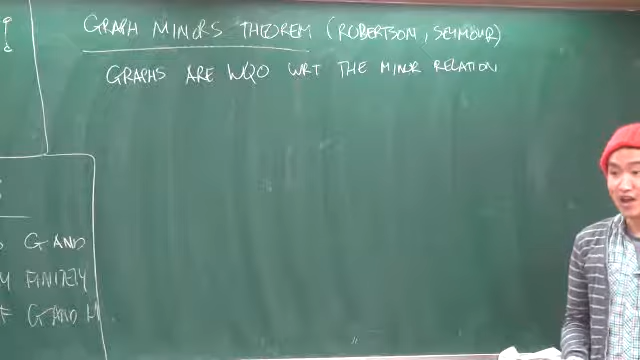 GRAPH MINORS THEOREM (ROBERTSON, SEYMOUR)
GRAPHS ARE WQO WRT THE MINOR RELATION
G AND
FINITELY
G AND H